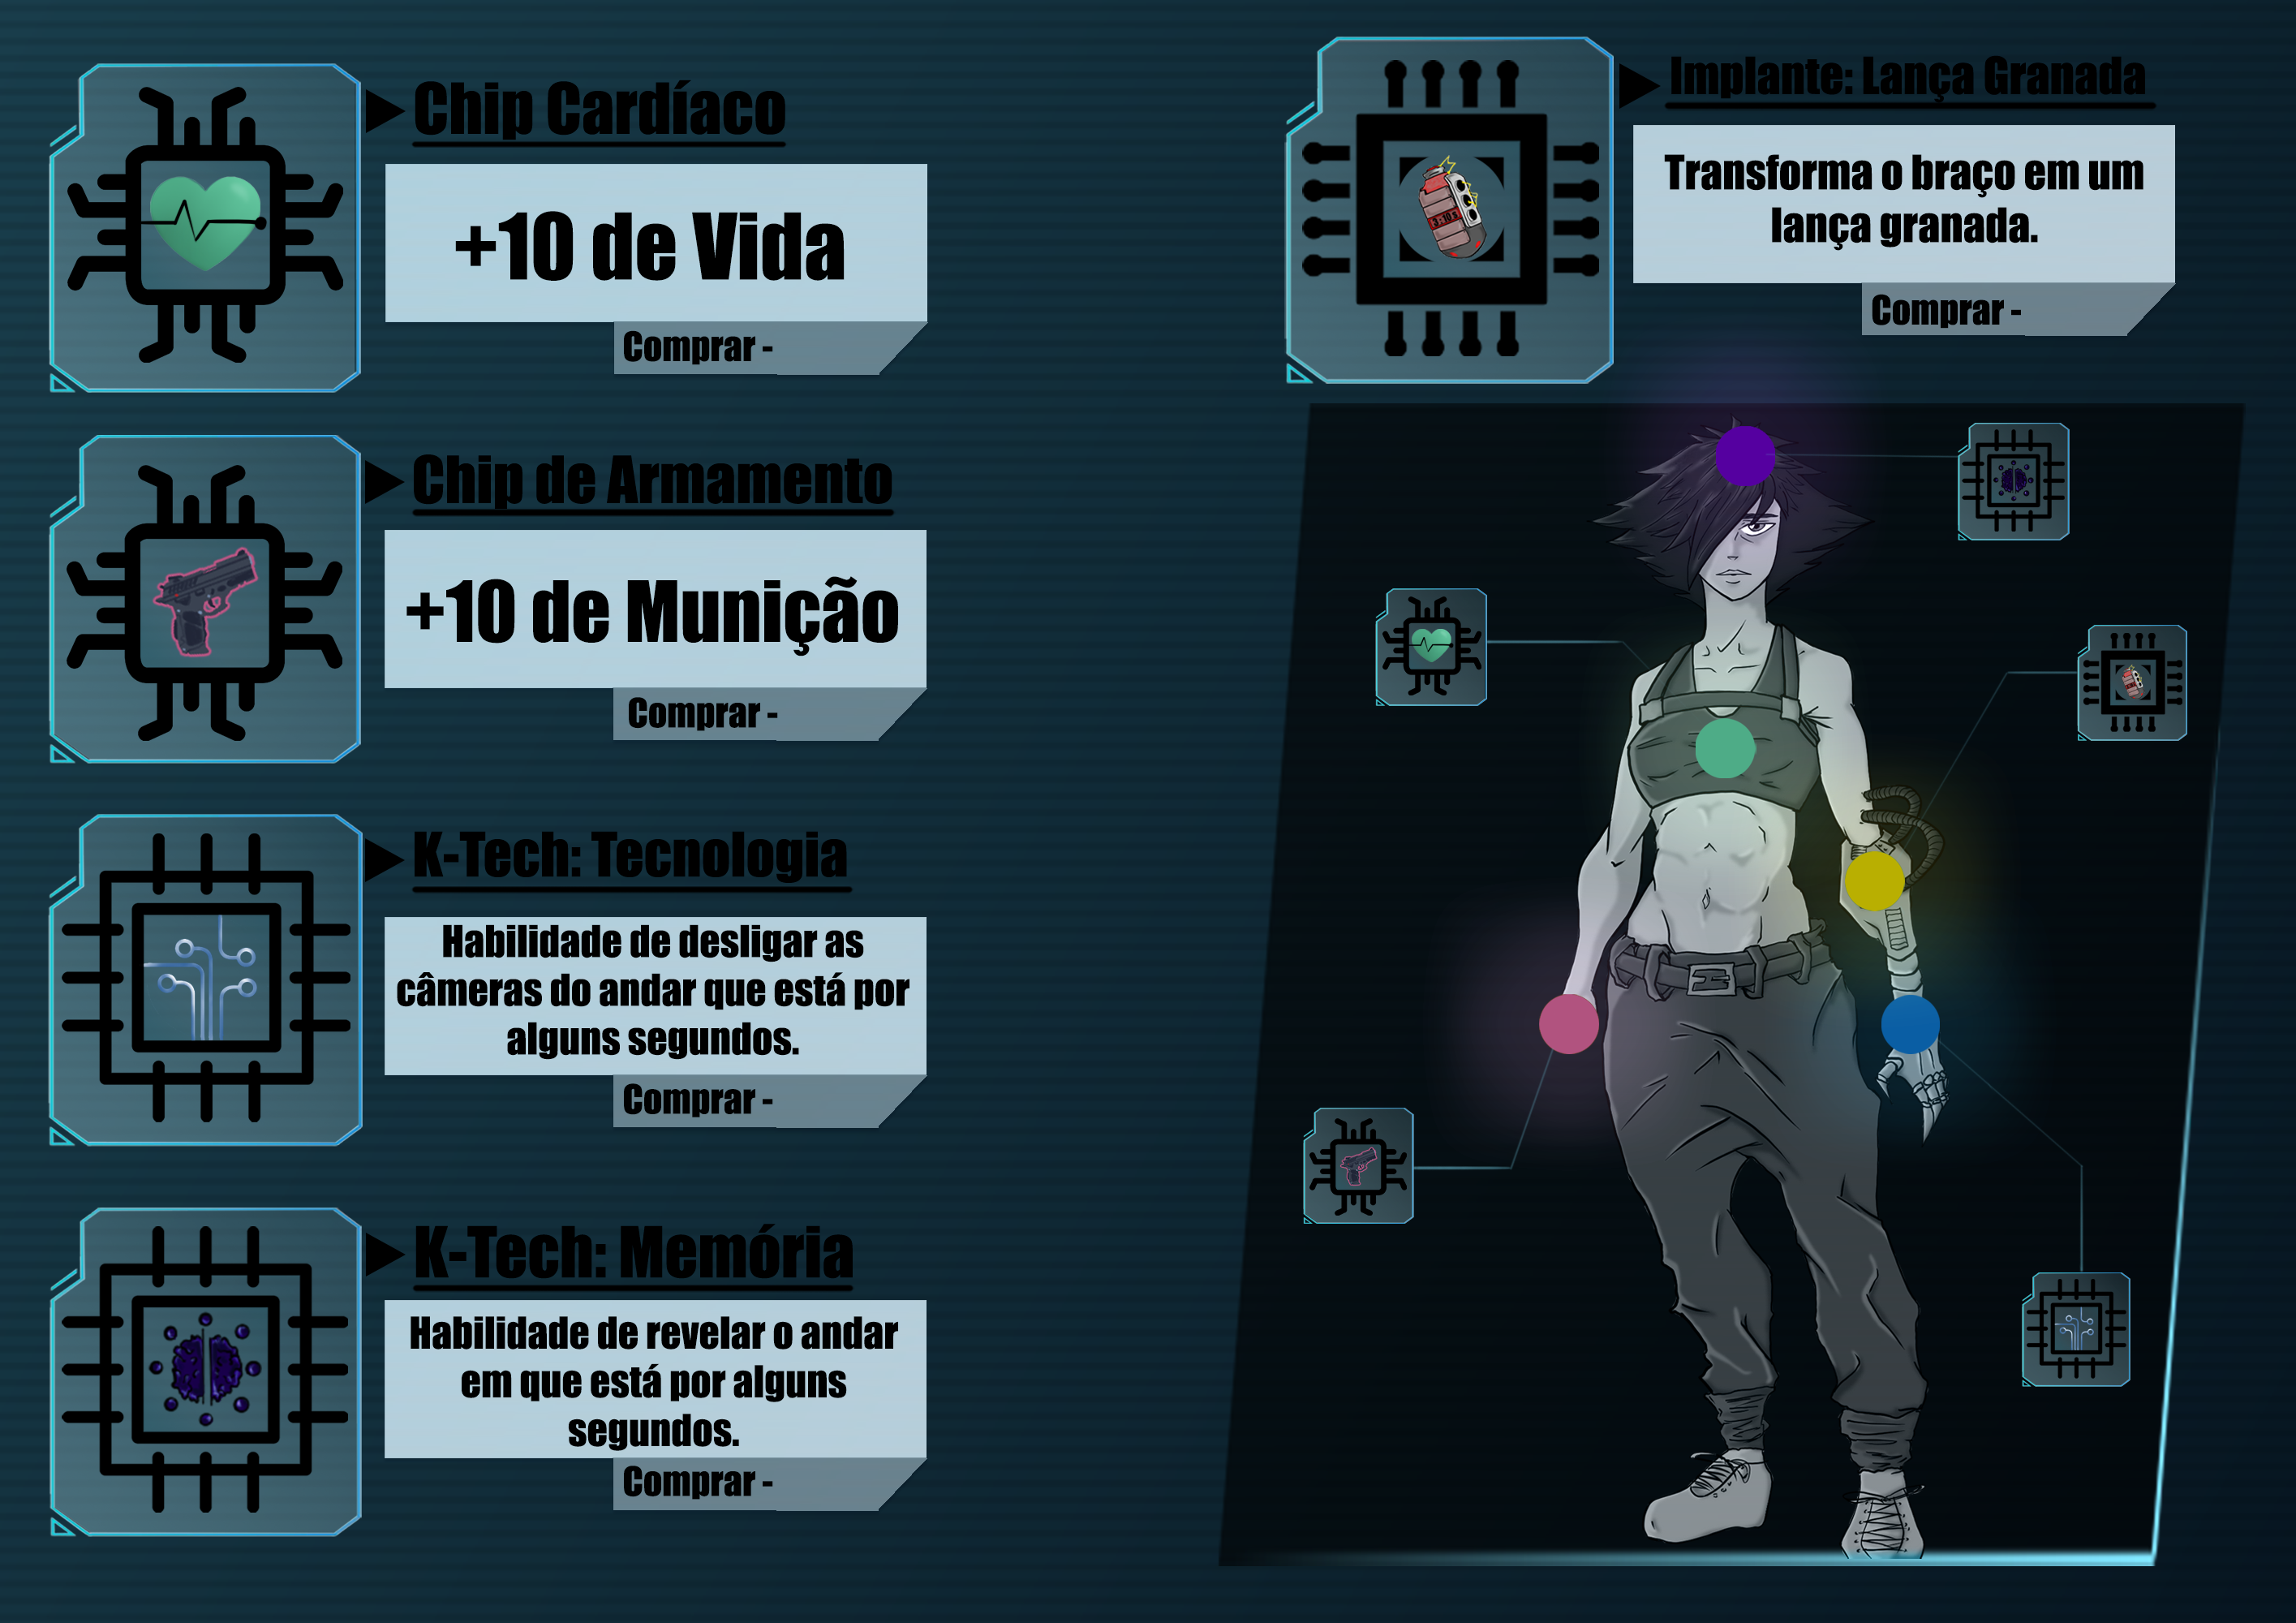 Chip Cardíaco
+10 de Vida
Comprar -
Chip de Armamento
+10 de Munição
Comprar -
K-Tech: Tecnologia
Habilidade de desligar as
câmeras do andar que está por
alguns segundos.
Comprar -
K-Tech: Memória
Habilidade de revelar o andar
em que está por alguns
segundos.
Comprar -
Implante: Lança Granada
Transforma o braço em um
lança granada.
Comprar -